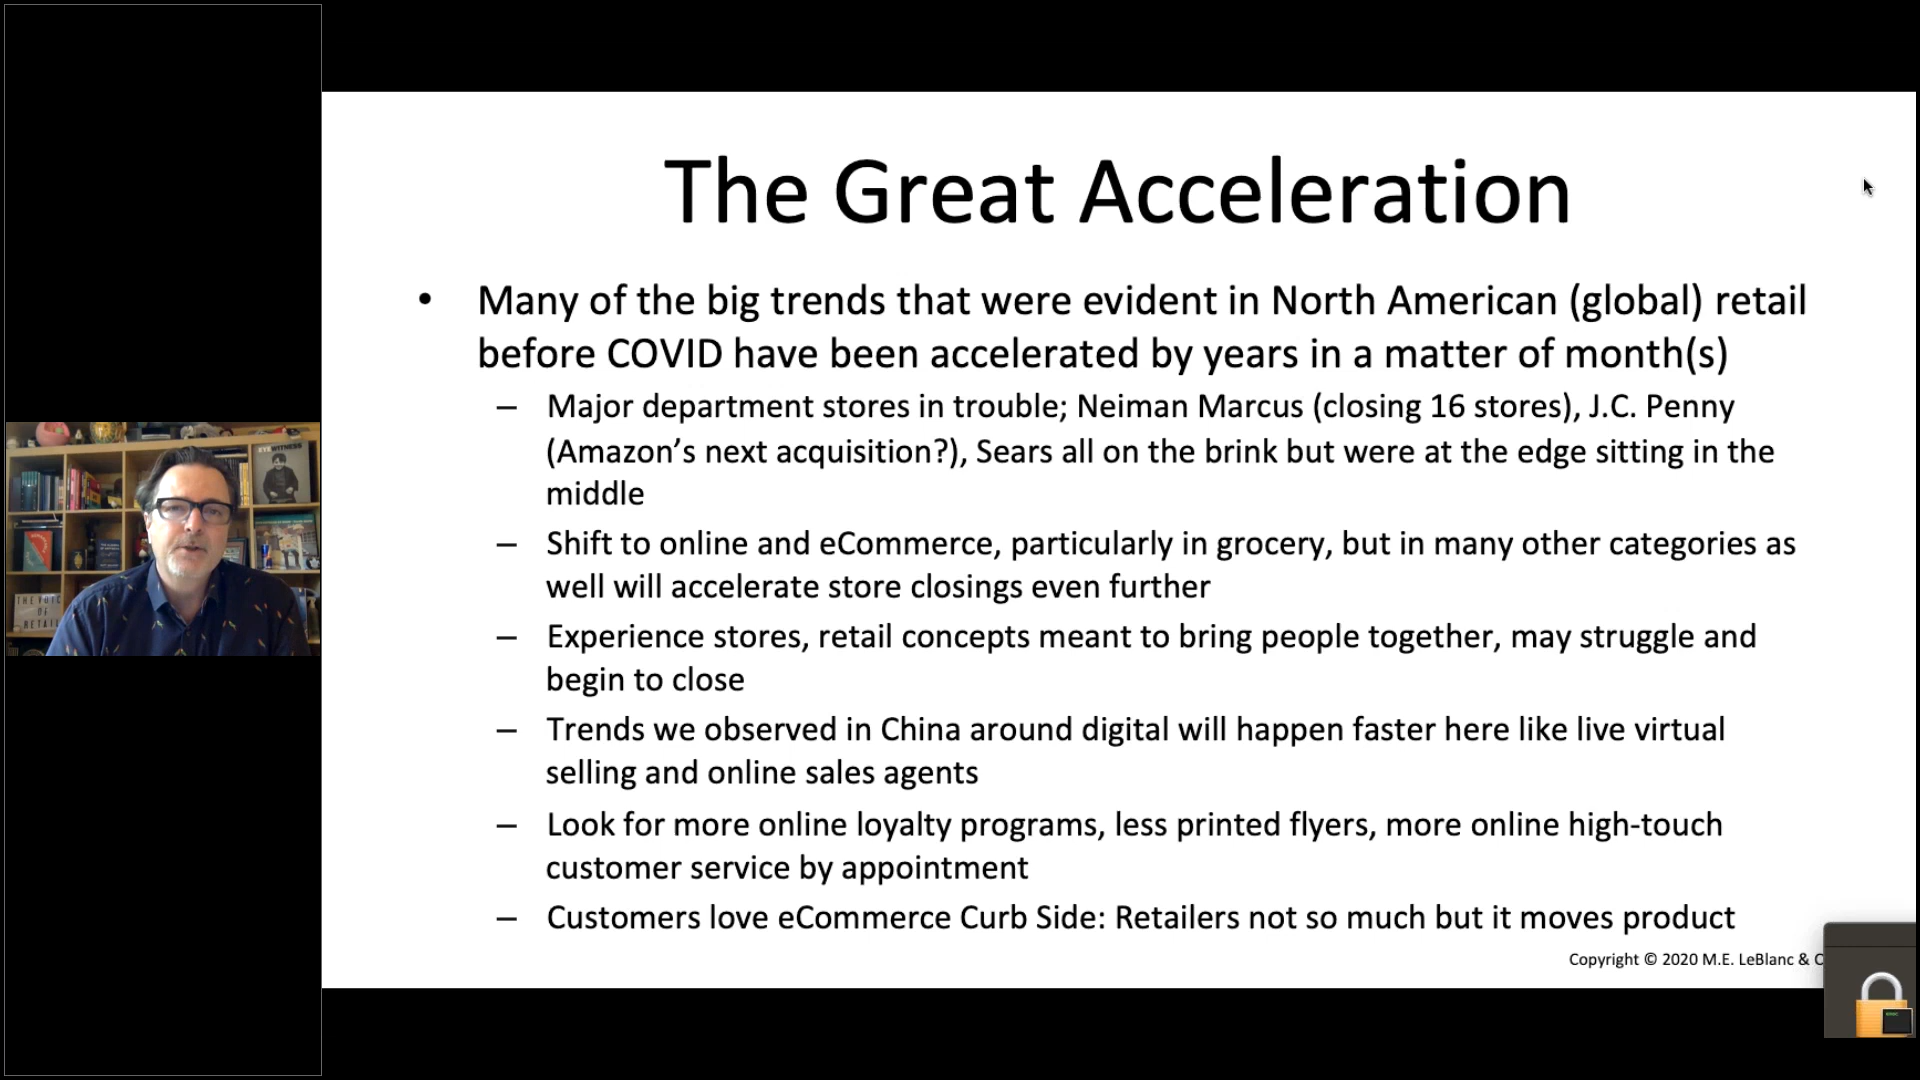 The Great Acceleration
• Many of the big trends that were evident in North American (global) retail
before COVID have been accelerated by years in a matter of month(s)
– Major department stores in trouble; Neiman Marcus (closing 16 stores), J.C. Penny
(Amazon’s next acquisition?), Sears all on the brink but were at the edge sitting in the
middle
– Shift to online and eCommerce, particularly in grocery, but in many other categories as
well will accelerate store closings even further
– Experience stores, retail concepts meant to bring people together, may struggle and
begin to close
– Trends we observed in China around digital will happen faster here like live virtual
selling and online sales agents
– Look for more online loyalty programs, less printed flyers, more online high-touch
customer service by appointment
– Customers love eCommerce Curb Side: Retailers not so much but it moves product
Copyright © 2020 M.E. LeBlanc & C
EYEWITNESS
THE VOICE
OF
RETAIL